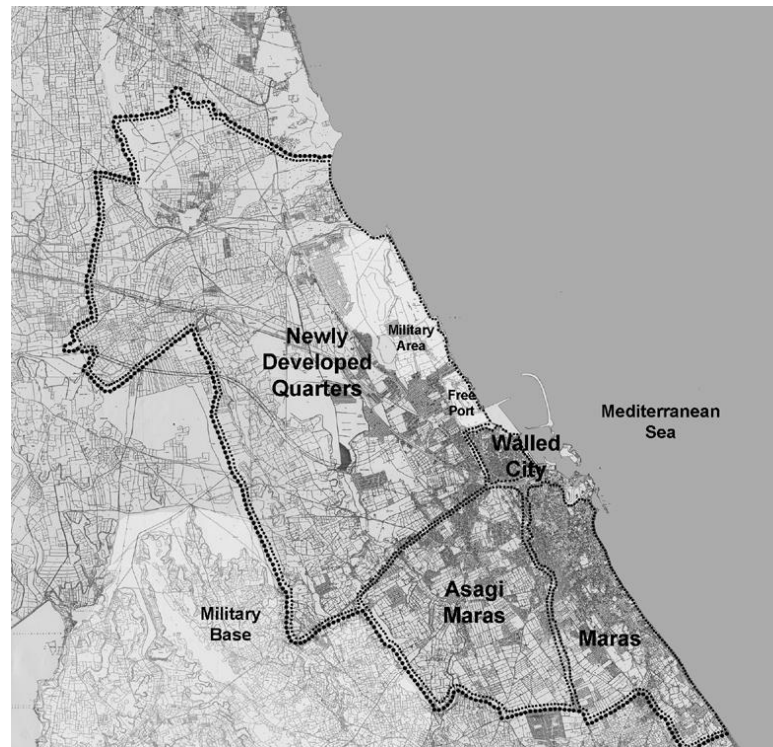 Newly
Developed
Quarters
Military
Area
Free
Port
Mediterranean
Sea
Walled
City
Asagi
Maras
Military
Base
Maras